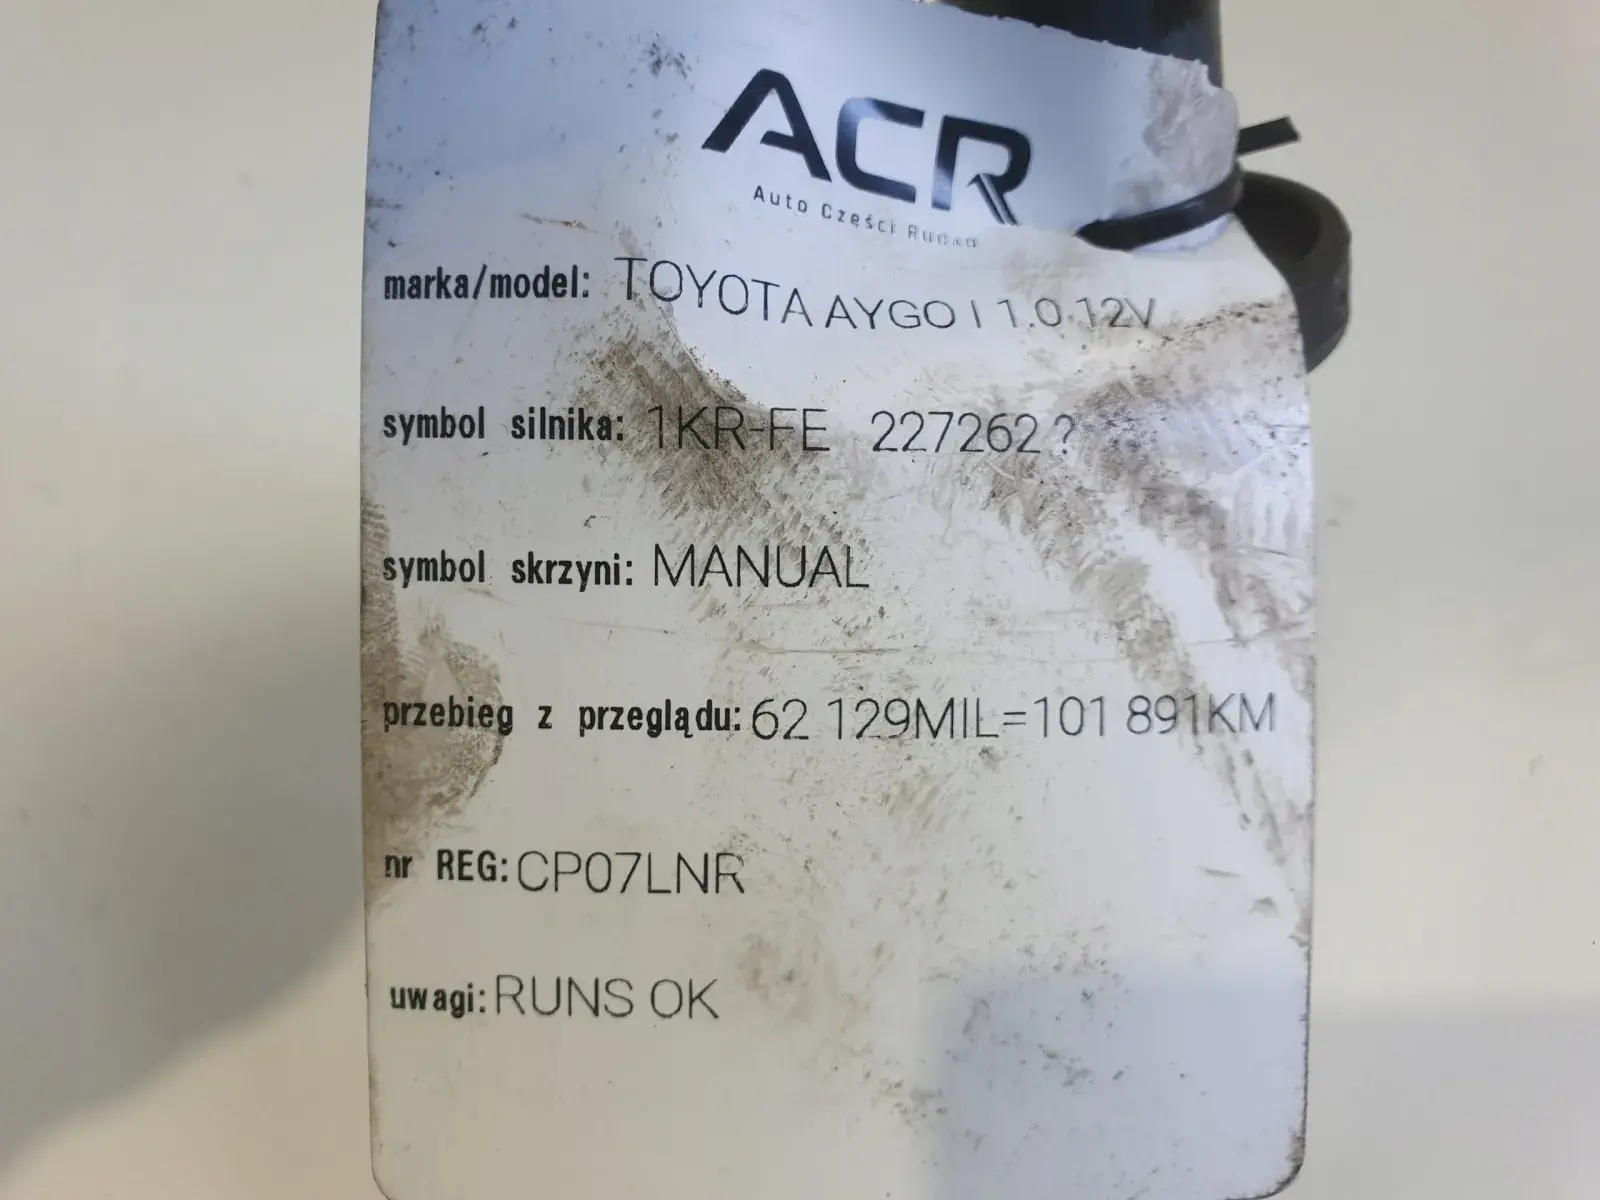 ACR
Auto Części
marka/model: TOYOTA AYGO I 1.0 12V
symbol silnika: 1KR-FE 227262?
symbol skrzyni: MANUAL
przebieg z przeglądu: 62 129MIL=101 891KM
nr REG: CP07LNR
uwagi: RUNS OK